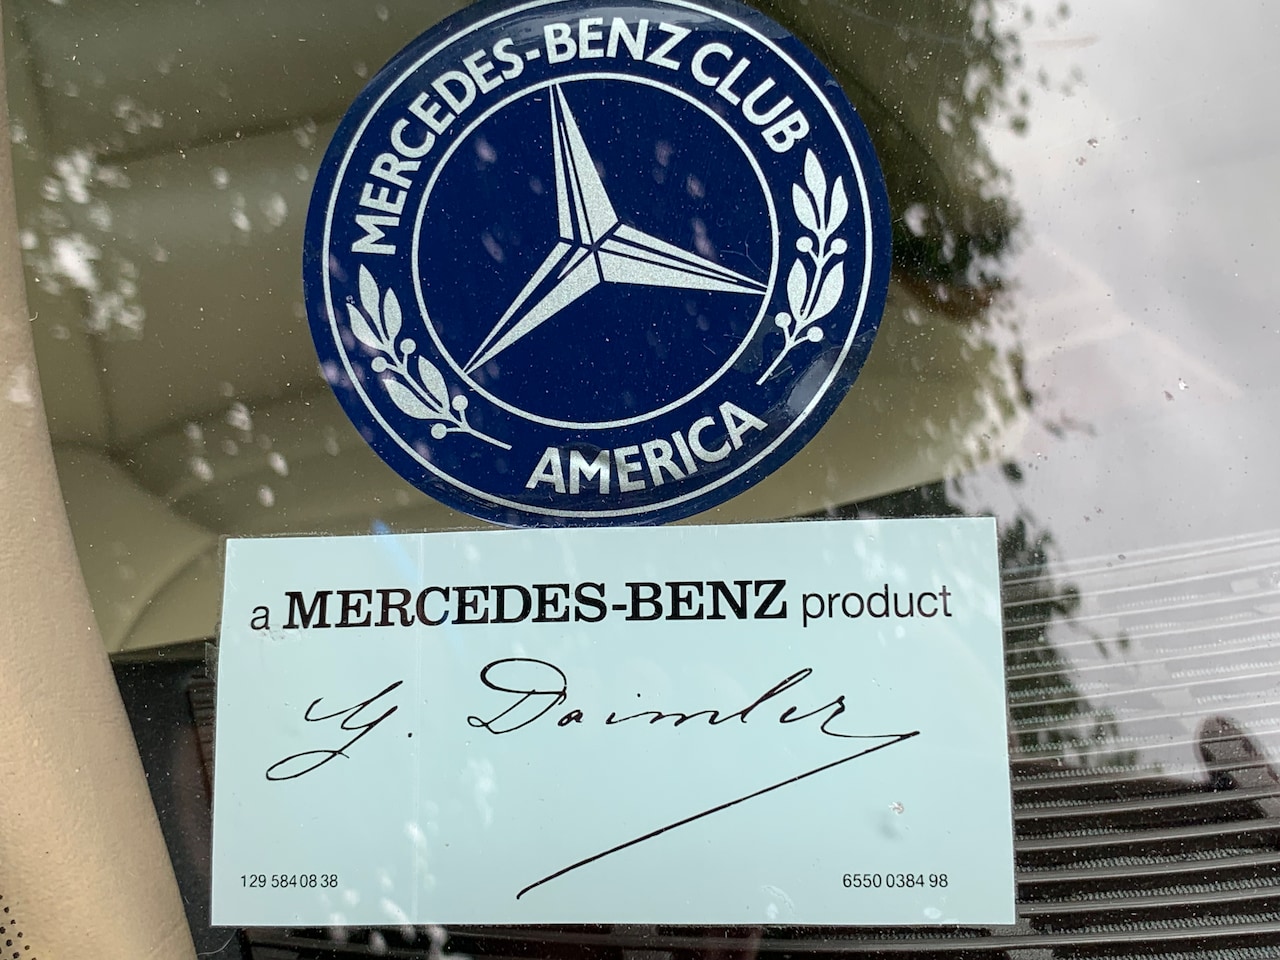 MERCEDES-BENZ CLUB
AMERICA
a MERCEDES-BENZ product
G. Daimler
129 584 08 38
6550 0384 98